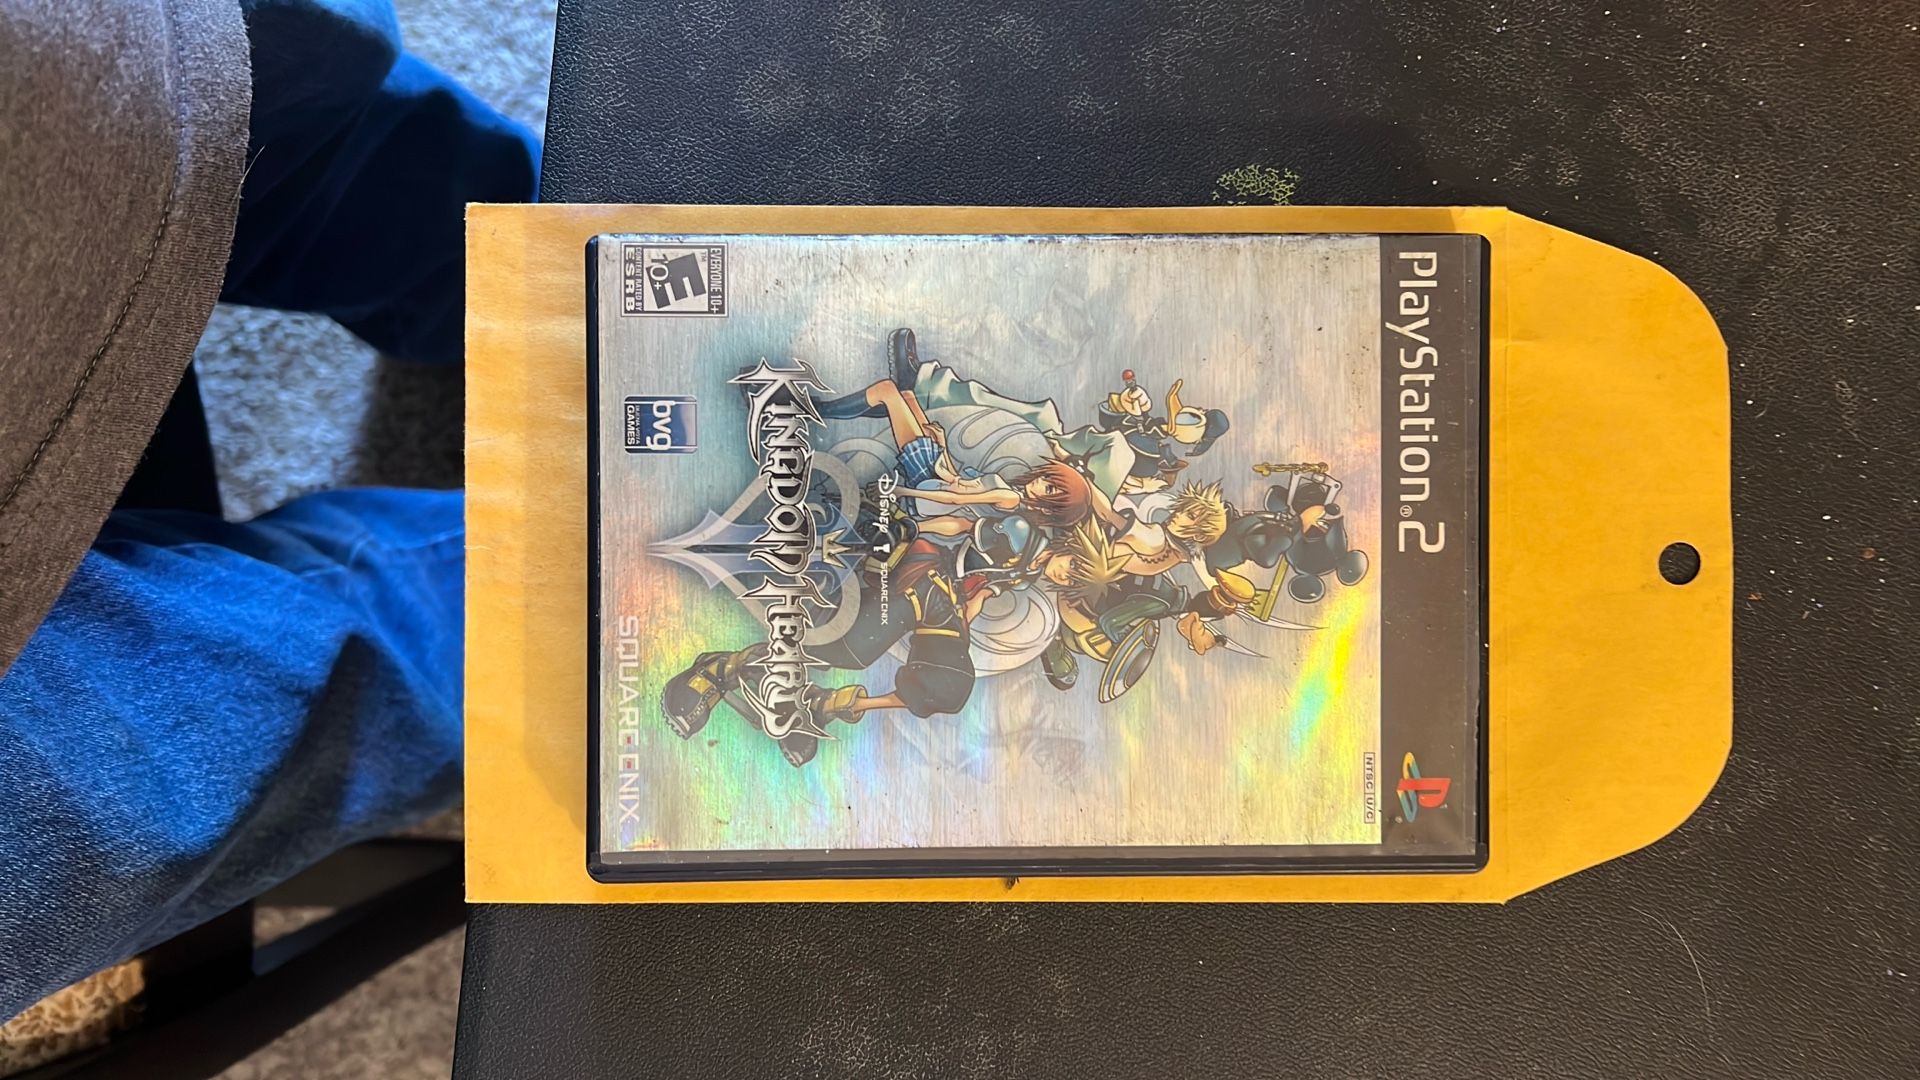 PlayStation®2
NTSC U/C
Disney
SQUARE ENIX
KINGDOM HEARTS
II
EVERYONE 10+
E
10+
™
CONTENT RATED BY
ESRB
bvg
BUENA VISTA
GAMES
SQUARE ENIX